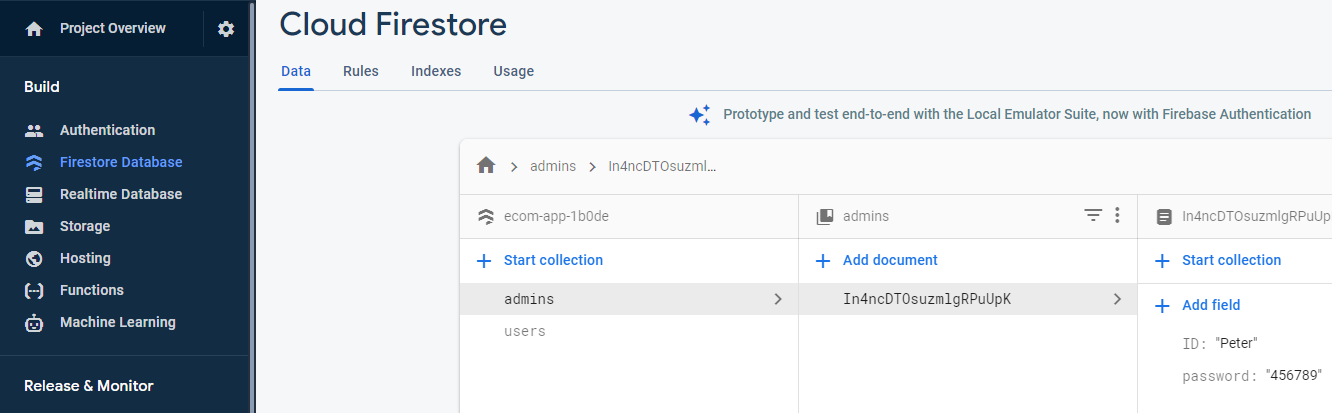 Project Overview
Build
Authentication
Firestore Database
Realtime Database
Storage
Hosting
Functions
Machine Learning
Release & Monitor
Cloud Firestore
Data Rules Indexes Usage
Prototype and test end-to-end with the Local Emulator Suite, now with Firebase Authentication
admins In4ncDTOsuzml…
ecom-app-1b0de
Start collection
admins
users
admins
Add document
In4ncDTOsuzmlgRPuUpK
In4ncDTOsuzmlgRPuUp
Start collection
Add field
ID: "Peter"
password: "456789"